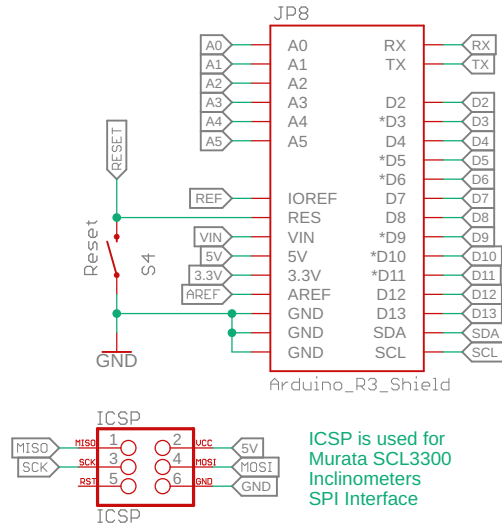 JP8
A0 A0 RX RX
A1 A1 TX TX
A2 A2
A3 A3 D2 D2
A4 A4 *D3 D3
A5 A5 D4 D4
*D5 D5
*D6 D6
REF IOREF D7 D7
RES D8 D8
VIN VIN *D9 D9
5V 5V *D10 D10
3.3V 3.3V *D11 D11
AREF AREF D12 D12
GND D13 D13
GND SDA SDA
GND SCL SCL
Arduino_R3_Shield
RESET
Reset
S4
GND
ICSP
MISO MISO 1 2 VCC 5V
SCK SCK 3 4 MOSI MOSI
RST 5 6 GND GND
ICSP
ICSP is used for
Murata SCL3300
Inclinometers
SPI Interface